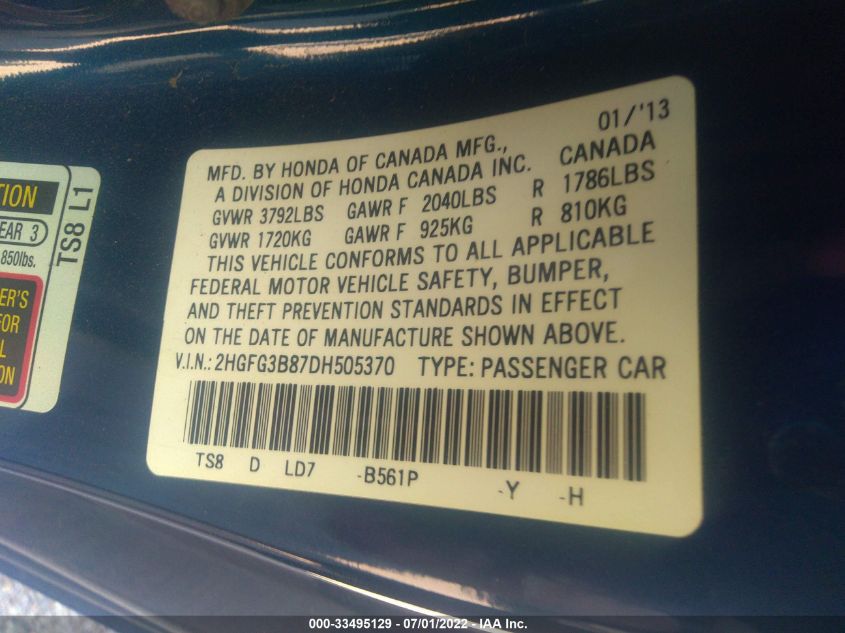 01/'13
MFD. BY HONDA OF CANADA MFG.,
A DIVISION OF HONDA CANADA INC. CANADA
GVWR 3792LBS GAWR F 2040LBS R 1786LBS
GVWR 1720KG GAWR F 925KG R 810KG
THIS VEHICLE CONFORMS TO ALL APPLICABLE
FEDERAL MOTOR VEHICLE SAFETY, BUMPER,
AND THEFT PREVENTION STANDARDS IN EFFECT
ON THE DATE OF MANUFACTURE SHOWN ABOVE.
V.I.N.: 2HGFG3B87DH505370 TYPE: PASSENGER CAR
TS8 D LD7 -B561P -Y -H
TION
EAR 3
850lbs.
ER'S
FOR
L
ION.
TS8 L1
000-33495129 - 07/01/2022 - IAA Inc.